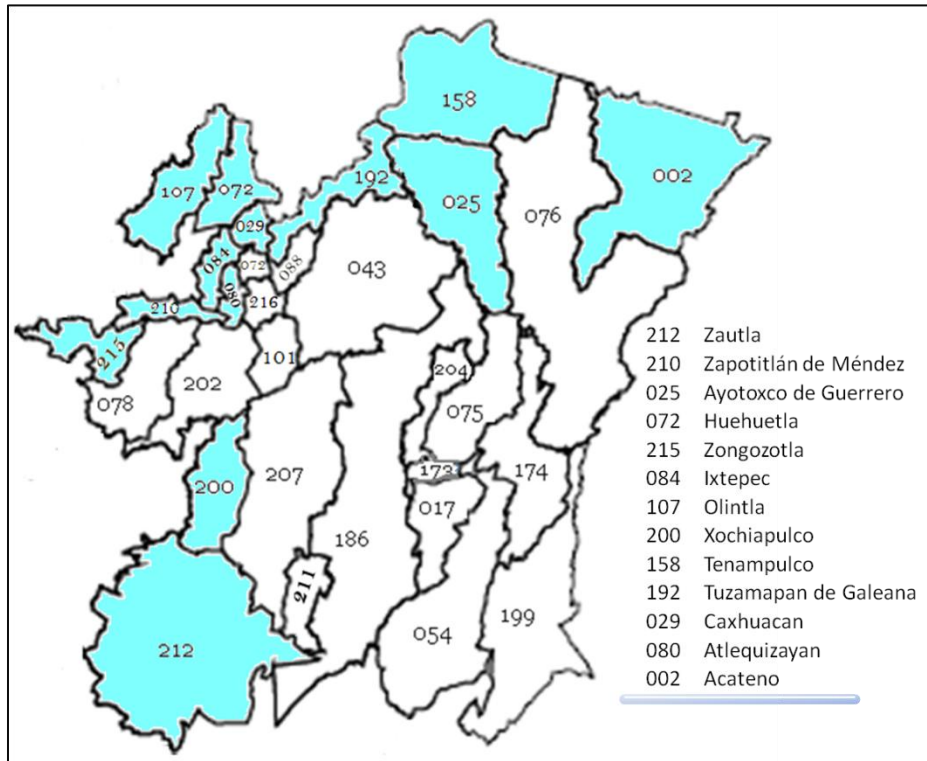 158
002
192
107
072
025
076
029
084
072
088
043
080
216
210
215
101
204
202
078
075
200
207
173
174
017
186
211
199
054
212
212 Zautla
210 Zapotitlán de Méndez
025 Ayotoxco de Guerrero
072 Huehuetla
215 Zongozotla
084 Ixtepec
107 Olintla
200 Xochiapulco
158 Tenampulco
192 Tuzamapan de Galeana
029 Caxhuacan
080 Atlequizayan
002 Acateno